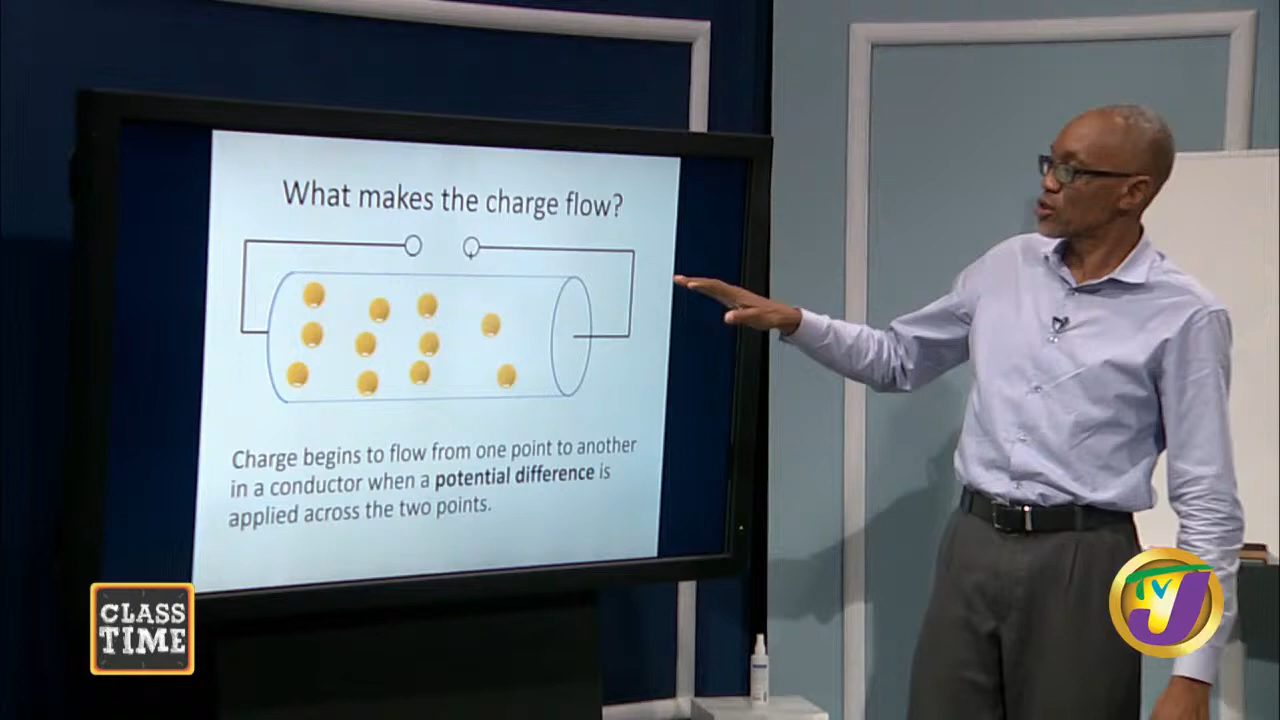 What makes the charge flow?
Charge begins to flow from one point to another
in a conductor when a potential difference is
applied across the two points.
CLASS
TIME
TVJ